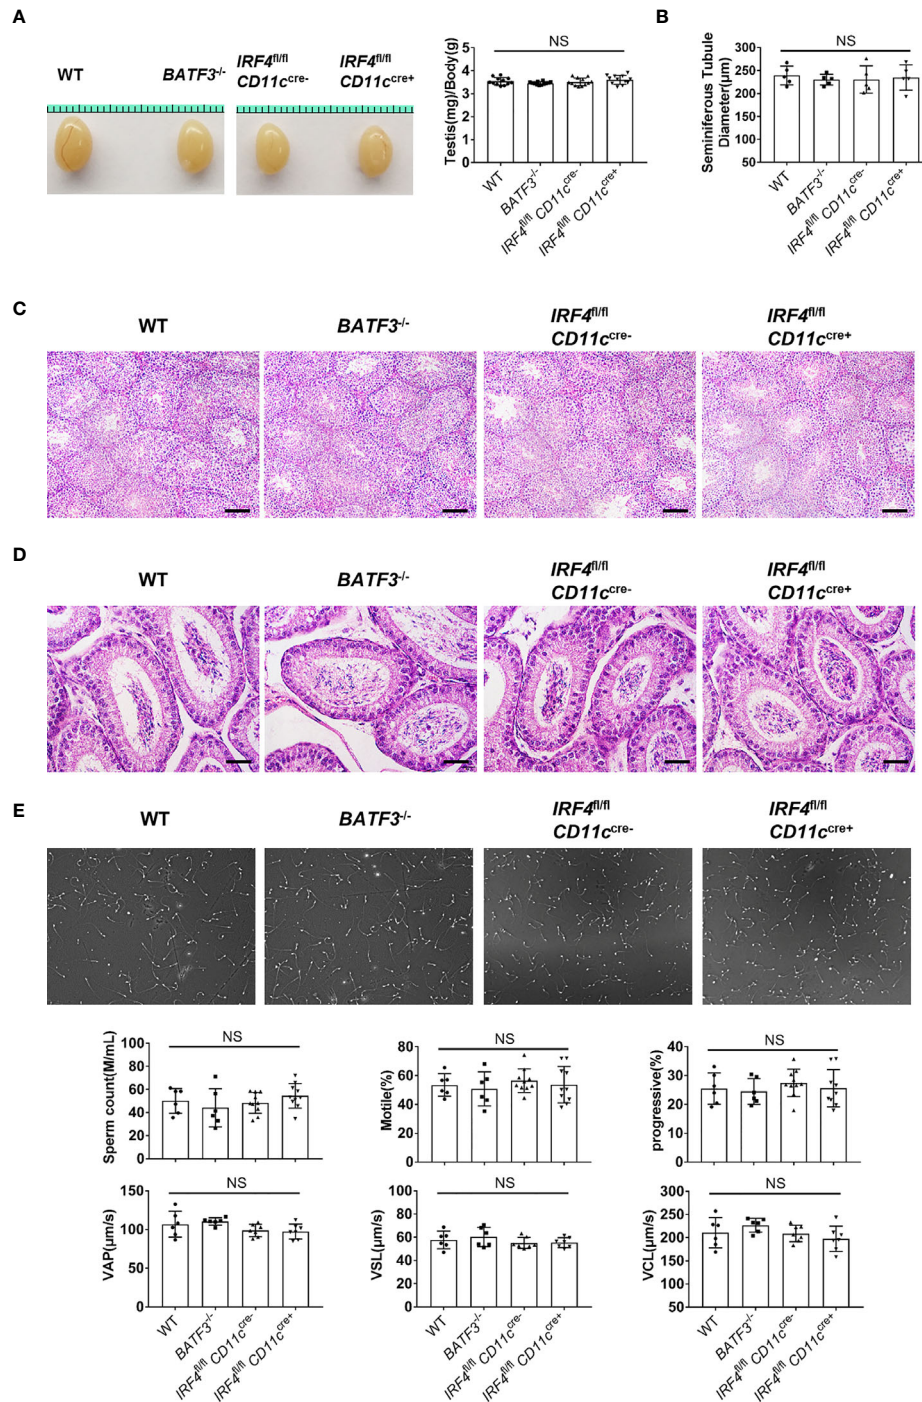 A
WT
BATF3-/-
IRF4fl/fl
CD11ccre-
IRF4fl/fl
CD11ccre+
NS
Testis(mg)/Body(g)
5
4
3
2
1
0
WT
BATF3-/-
IRF4fl/fl CD11ccre-
IRF4fl/fl CD11ccre+
B
NS
Seminiferous Tubule
Diameter(μm)
300
250
200
150
100
50
WT
BATF3-/-
IRF4fl/fl CD11ccre-
IRF4fl/fl CD11ccre+
C
WT
BATF3-/-
IRF4fl/fl
CD11ccre-
IRF4fl/fl
CD11ccre+
D
WT
BATF3-/-
IRF4fl/fl
CD11ccre-
IRF4fl/fl
CD11ccre+
E
WT
BATF3-/-
IRF4fl/fl
CD11ccre-
IRF4fl/fl
CD11ccre+
NS
Sperm count(M/mL)
100
80
60
40
20
0
NS
Motile(%)
80
60
40
20
0
NS
progressive(%)
40
30
20
10
0
NS
VAP(μm/s)
150
100
50
0
WT
BATF3-/-
IRF4fl/fl CD11ccre-
IRF4fl/fl CD11ccre+
NS
VSL(μm/s)
100
80
60
40
20
0
WT
BATF3-/-
IRF4fl/fl CD11ccre-
IRF4fl/fl CD11ccre+
NS
VCL(μm/s)
300
250
200
150
100
50
WT
BATF3-/-
IRF4fl/fl CD11ccre-
IRF4fl/fl CD11ccre+